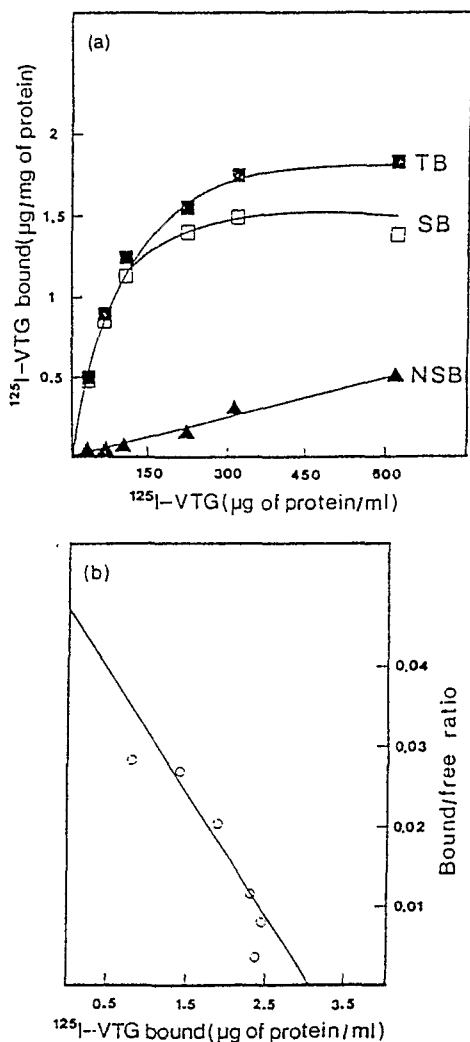 (a)
2
1.5
1
0.5
TB
SB
NSB
150
300
450
600
¹²⁵I-VTG bound(µg/mg of protein)
¹²⁵I-VTG(µg of protein/ml)
(b)
0.04
0.03
0.02
0.01
Bound/free ratio
0.5
1.5
2.5
3.5
¹²⁵I--VTG bound(µg of protein/ml)